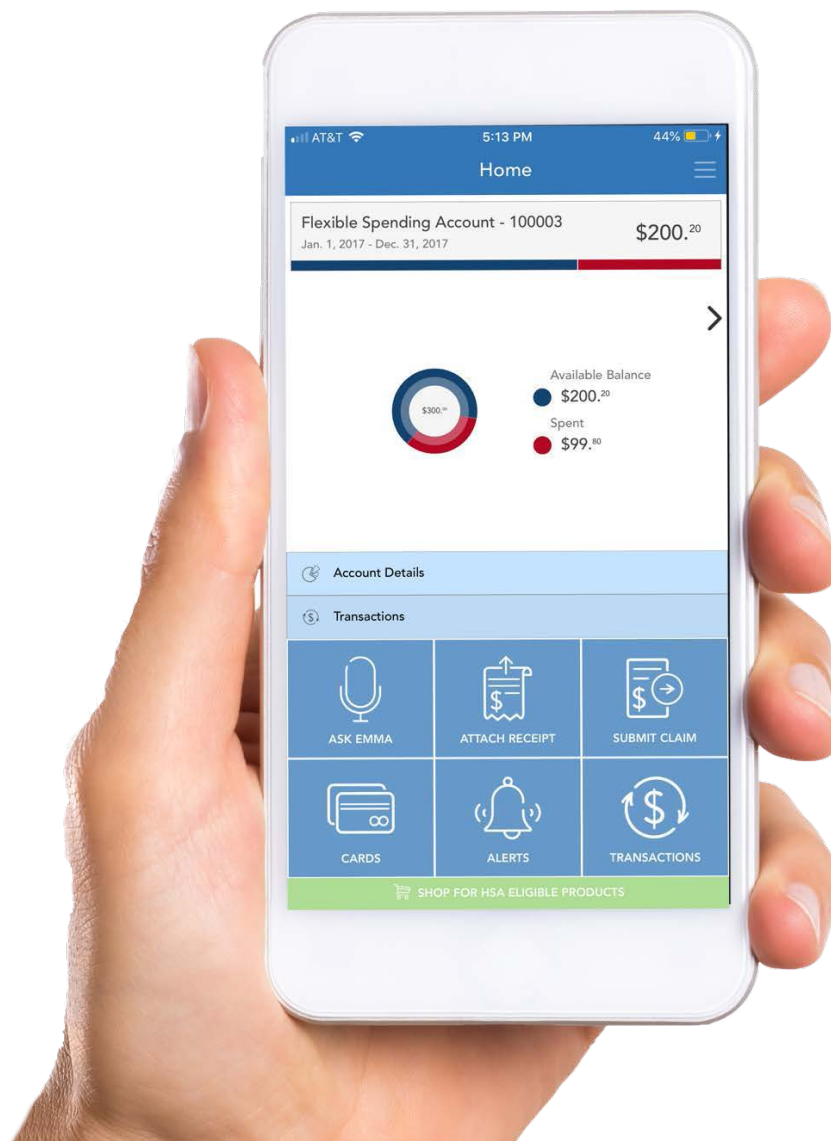 AT&T 5:13 PM 44%
Home
Flexible Spending Account - 100003 $200.20
Jan. 1, 2017 - Dec. 31, 2017
Available Balance
$200.20
$300.00
Spent
$99.80
Account Details
$ Transactions
$ $
ASK EMMA ATTACH RECEIPT SUBMIT CLAIM
$
CARDS ALERTS TRANSACTIONS
SHOP FOR HSA ELIGIBLE PRODUCTS